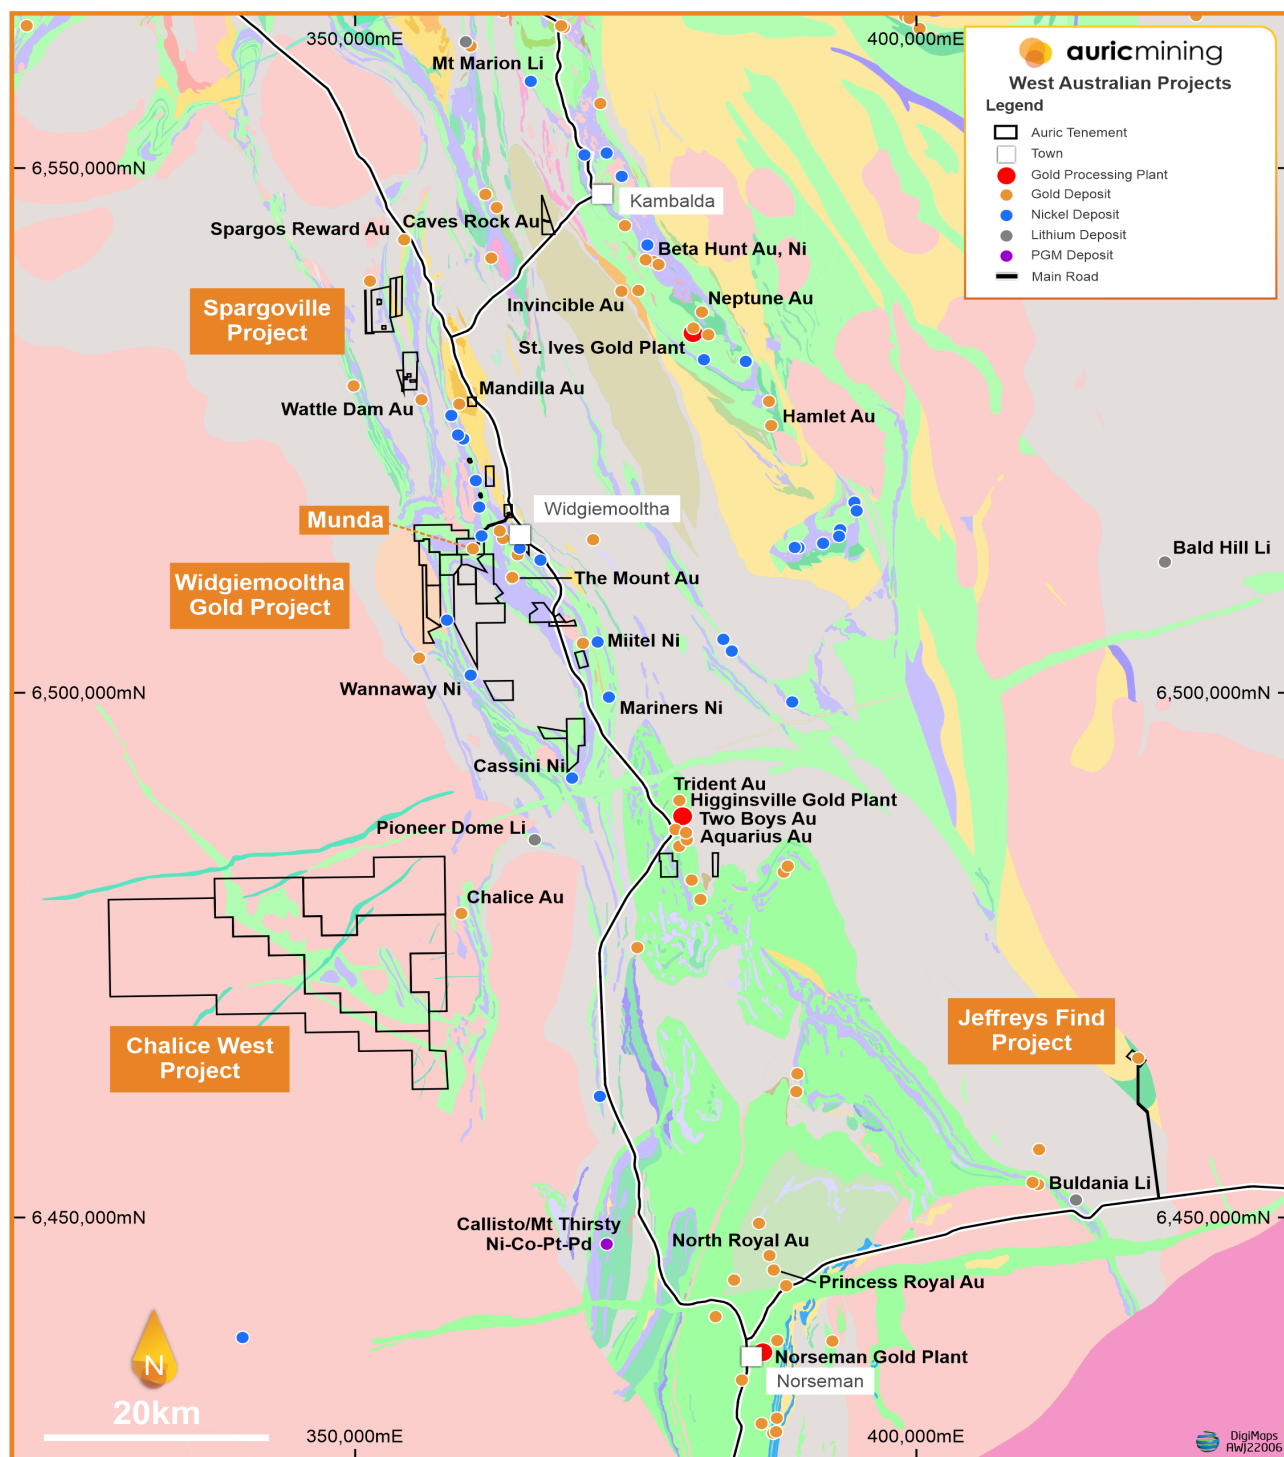 350,000mE
400,000mE
auricmining
West Australian Projects
Legend
Auric Tenement
Town
Gold Processing Plant
Gold Deposit
Nickel Deposit
Lithium Deposit
PGM Deposit
Main Road
Mt Marion Li
6,550,000mN
Kambalda
Spargos Reward Au
Caves Rock Au
Beta Hunt Au, Ni
Spargoville
Project
Invincible Au
Neptune Au
St. Ives Gold Plant
Mandilla Au
Wattle Dam Au
Hamlet Au
Widgiemooltha
Munda
Bald Hill Li
Widgiemooltha
Gold Project
The Mount Au
Miitel Ni
Wannaway Ni
6,500,000mN
6,500,000mN
Mariners Ni
Cassini Ni
Trident Au
Higginsville Gold Plant
Two Boys Au
Pioneer Dome Li
Aquarius Au
Chalice Au
Jeffreys Find
Project
Chalice West
Project
Buldania Li
6,450,000mN
6,450,000mN
Callisto/Mt Thirsty
Ni-Co-Pt-Pd
North Royal Au
Princess Royal Au
N
Norseman Gold Plant
Norseman
20km
350,000mE
400,000mE
DigiMaps
AWJ22006